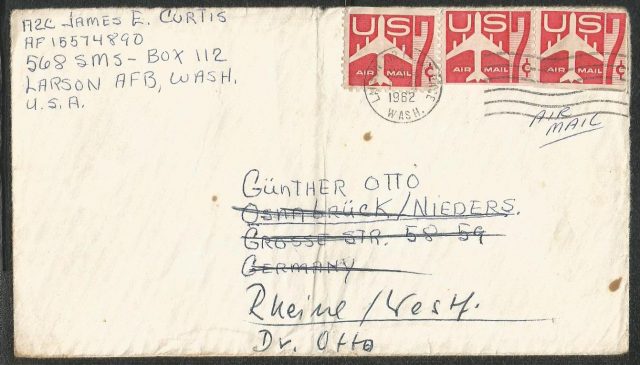 A2C JAMES E. CURTIS
AF 15574890
568 SMS - BOX 112
LARSON AFB, WASH.
U.S.A.
US 7¢ AIR MAIL
US 7¢ AIR MAIL
US 7¢ AIR MAIL
1962
WASH.
AIR
MAIL
GÜNTHER OTTO
OSNABRÜCK/NIEDERS.
GROSSE STR. 58-59
GERMANY
Rheine/Westf.
Dr. Otto